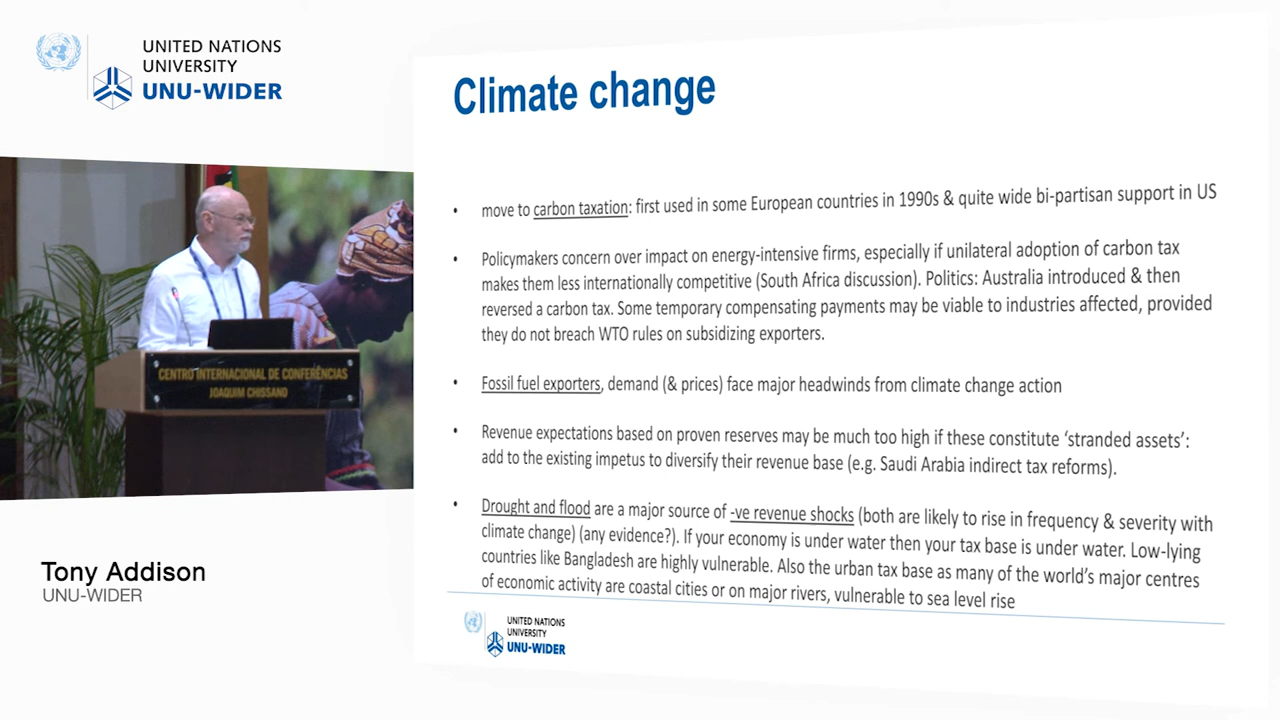 UNITED NATIONS
UNIVERSITY
UNU-WIDER
CENTRO INTERNACIONAL DE CONFERÊNCIAS
JOAQUIM CHISSANO
Tony Addison
UNU-WIDER
Climate change
• move to carbon taxation: first used in some European countries in 1990s & quite wide bi-partisan support in US
• Policymakers concern over impact on energy-intensive firms, especially if unilateral adoption of carbon tax
makes them less internationally competitive (South Africa discussion). Politics: Australia introduced & then
reversed a carbon tax. Some temporary compensating payments may be viable to industries affected, provided
they do not breach WTO rules on subsidizing exporters.
• Fossil fuel exporters, demand (& prices) face major headwinds from climate change action
• Revenue expectations based on proven reserves may be much too high if these constitute ‘stranded assets’:
add to the existing impetus to diversify their revenue base (e.g. Saudi Arabia indirect tax reforms).
• Drought and flood are a major source of -ve revenue shocks (both are likely to rise in frequency & severity with
climate change) (any evidence?). If your economy is under water then your tax base is under water. Low-lying
countries like Bangladesh are highly vulnerable. Also the urban tax base as many of the world’s major centres
of economic activity are coastal cities or on major rivers, vulnerable to sea level rise
UNITED NATIONS
UNIVERSITY
UNU-WIDER